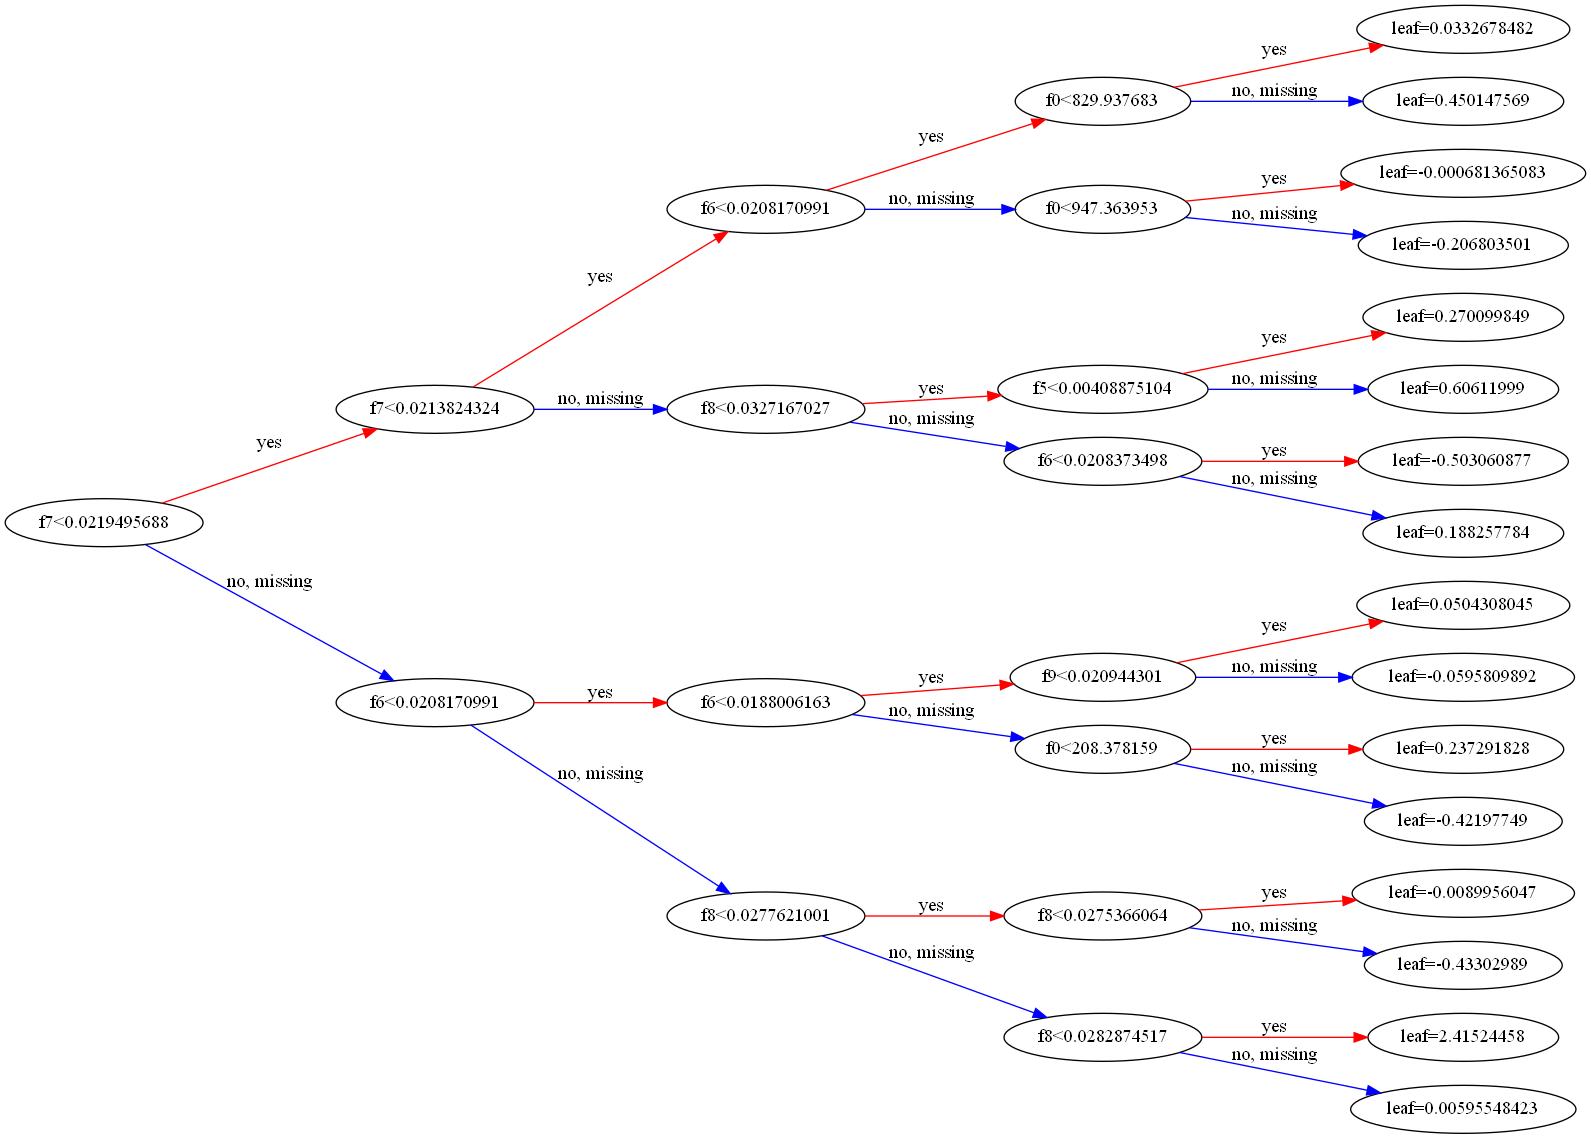 leaf=0.0332678482
yes
f0<829.937683
no, missing
leaf=0.450147569
yes
f6<0.0208170991
no, missing
f0<947.363953
yes
leaf=-0.000681365083
no, missing
leaf=-0.206803501
yes
f7<0.0213824324
no, missing
f8<0.0327167027
yes
f5<0.00408875104
yes
leaf=0.270099849
no, missing
leaf=0.60611999
no, missing
f6<0.0208373498
yes
leaf=-0.503060877
no, missing
leaf=0.188257784
yes
f7<0.0219495688
no, missing
f6<0.0208170991
yes
f6<0.0188006163
yes
f9<0.020944301
yes
leaf=0.0504308045
no, missing
leaf=-0.0595809892
no, missing
f0<208.378159
yes
leaf=0.237291828
no, missing
leaf=-0.42197749
no, missing
f8<0.0277621001
yes
f8<0.0275366064
yes
leaf=-0.0089956047
no, missing
leaf=-0.43302989
no, missing
f8<0.0282874517
yes
leaf=2.41524458
no, missing
leaf=0.00595548423